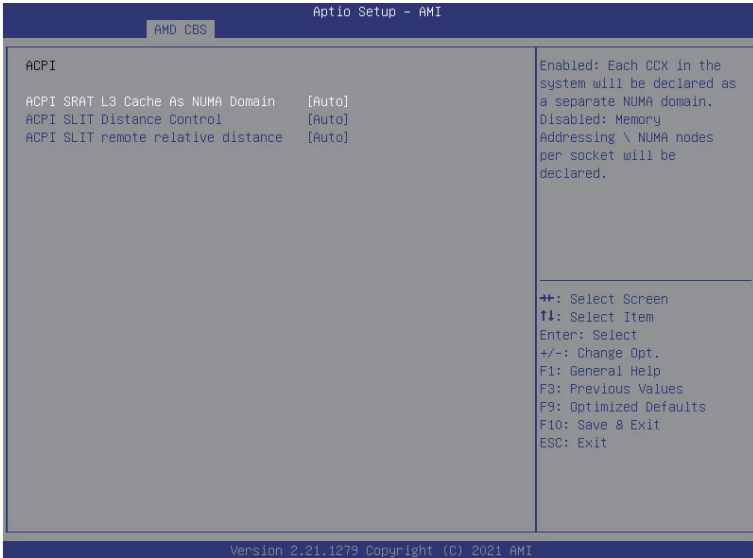 Aptio Setup – AMI
AMD CBS
ACPI
ACPI SRAT L3 Cache As NUMA Domain [Auto]
ACPI SLIT Distance Control [Auto]
ACPI SLIT remote relative distance [Auto]
Enabled: Each CCX in the
system will be declared as
a separate NUMA domain.
Disabled: Memory
Addressing \ NUMA nodes
per socket will be
declared.
→←: Select Screen
↑↓: Select Item
Enter: Select
+/-: Change Opt.
F1: General Help
F3: Previous Values
F9: Optimized Defaults
F10: Save & Exit
ESC: Exit
Version 2.21.1279 Copyright (C) 2021 AMI